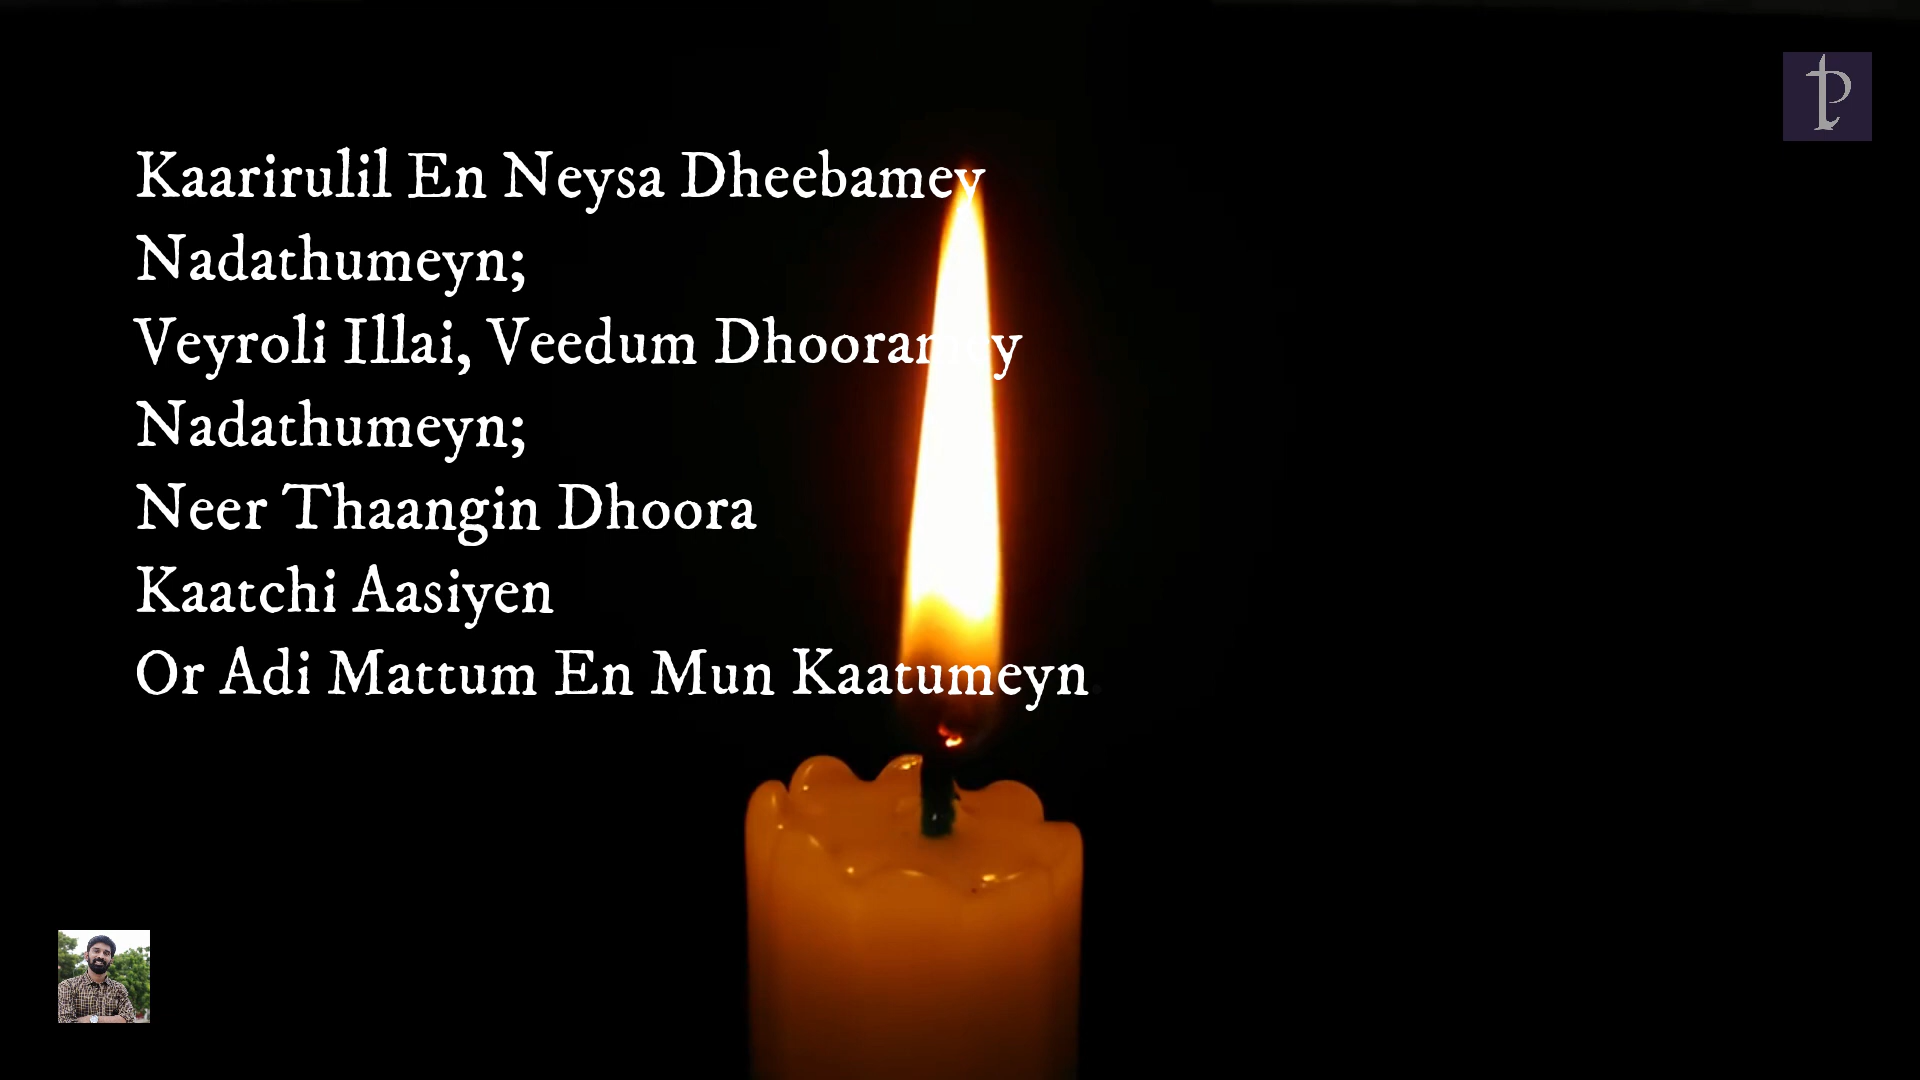 Kaarirulil En Neysa Dheebamey
Nadathumeyn;
Veyroli Illai, Veedum Dhooramey
Nadathumeyn;
Neer Thaangin Dhoora
Kaatchi Aasiyen
Or Adi Mattum En Mun Kaatumeyn